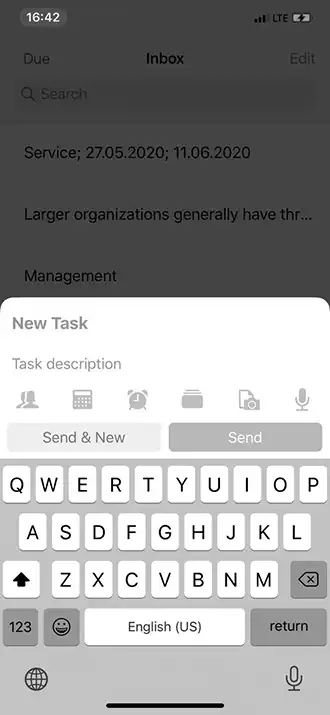 16:42
LTE
Due Inbox Edit
Search
Service; 27.05.2020; 11.06.2020
Larger organizations generally have thr...
Management
New Task
Task description
Send & New Send
Q W E R T Y U I O P
A S D F G H J K L
Z X C V B N M
123 English (US) return